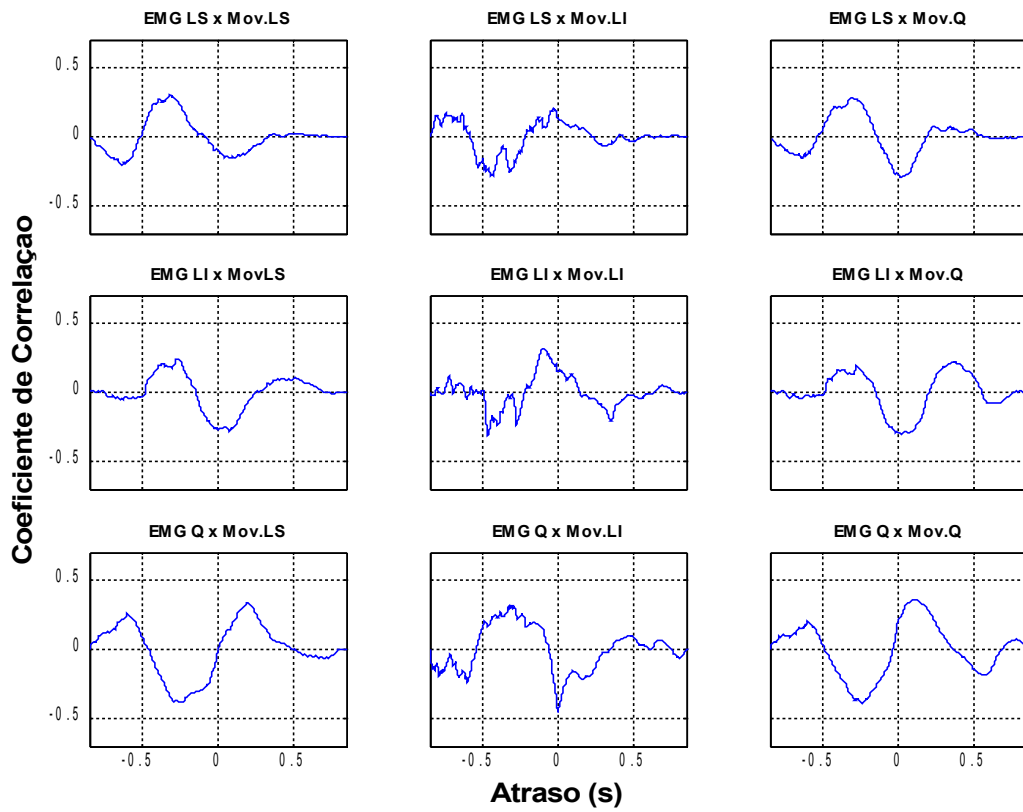 EMG LS x Mov.LS
EMG LS x Mov.LI
EMG LS x Mov.Q
0.5
0
-0.5
EMG LI x MovLS
EMG LI x Mov.LI
EMG LI x Mov.Q
0.5
0
-0.5
EMG Q x Mov.LS
EMG Q x Mov.LI
EMG Q x Mov.Q
0.5
0
-0.5
-0.5 0 0.5
-0.5 0 0.5
-0.5 0 0.5
Coeficiente de Correlaçao
Atraso (s)